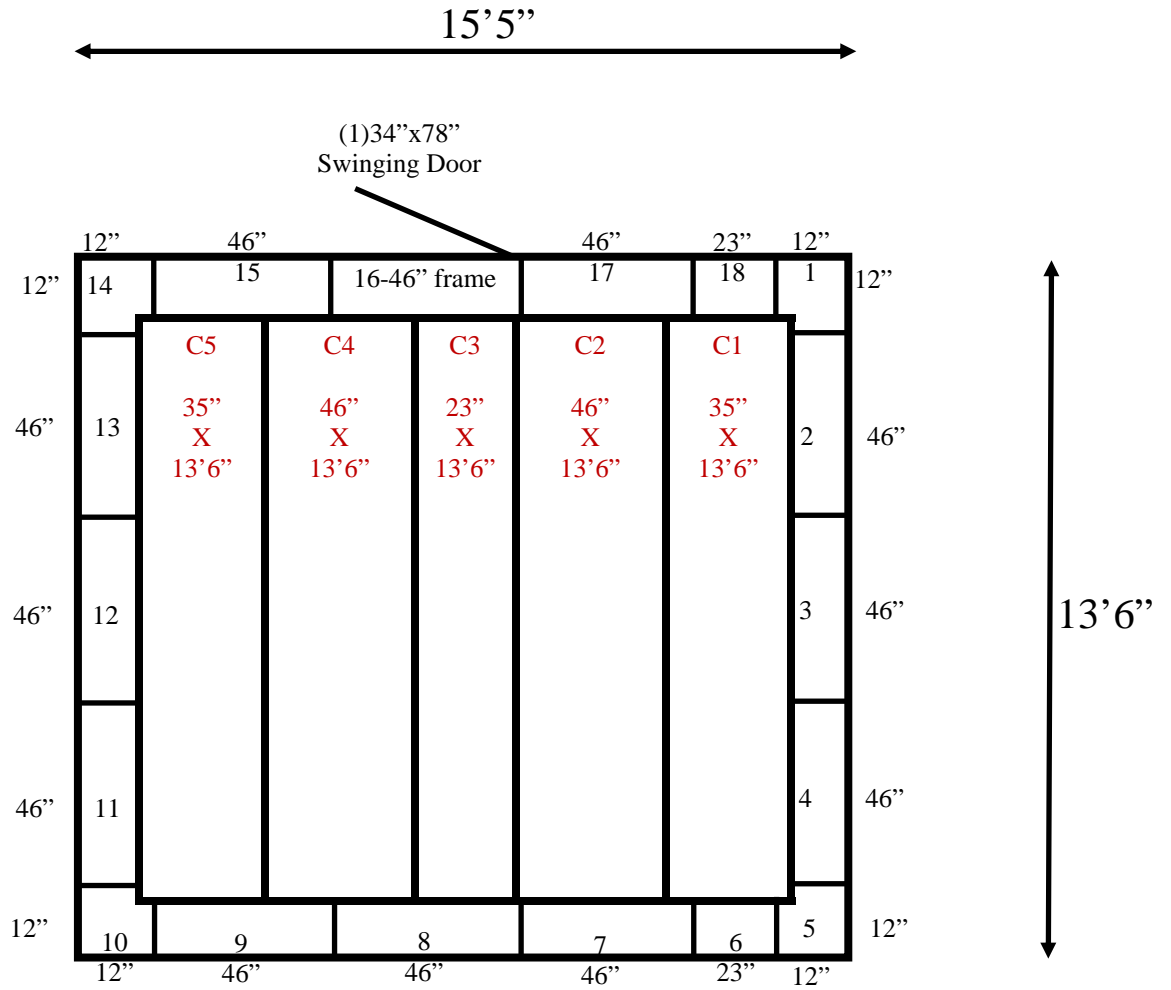 15’5”
(1)34”x78”
Swinging Door
12” 46” 46” 23” 12”
12” 14 15 16-46” frame 17 18 1 12”
C5 C4 C3 C2 C1
35” 46” 23” 46” 35”
X X X X X
13’6” 13’6” 13’6” 13’6” 13’6”
46” 13 2 46”
46” 12 3 46”
13’6”
46” 11 4 46”
12” 10 9 8 7 6 5 12”
12” 46” 46” 46” 23” 12”